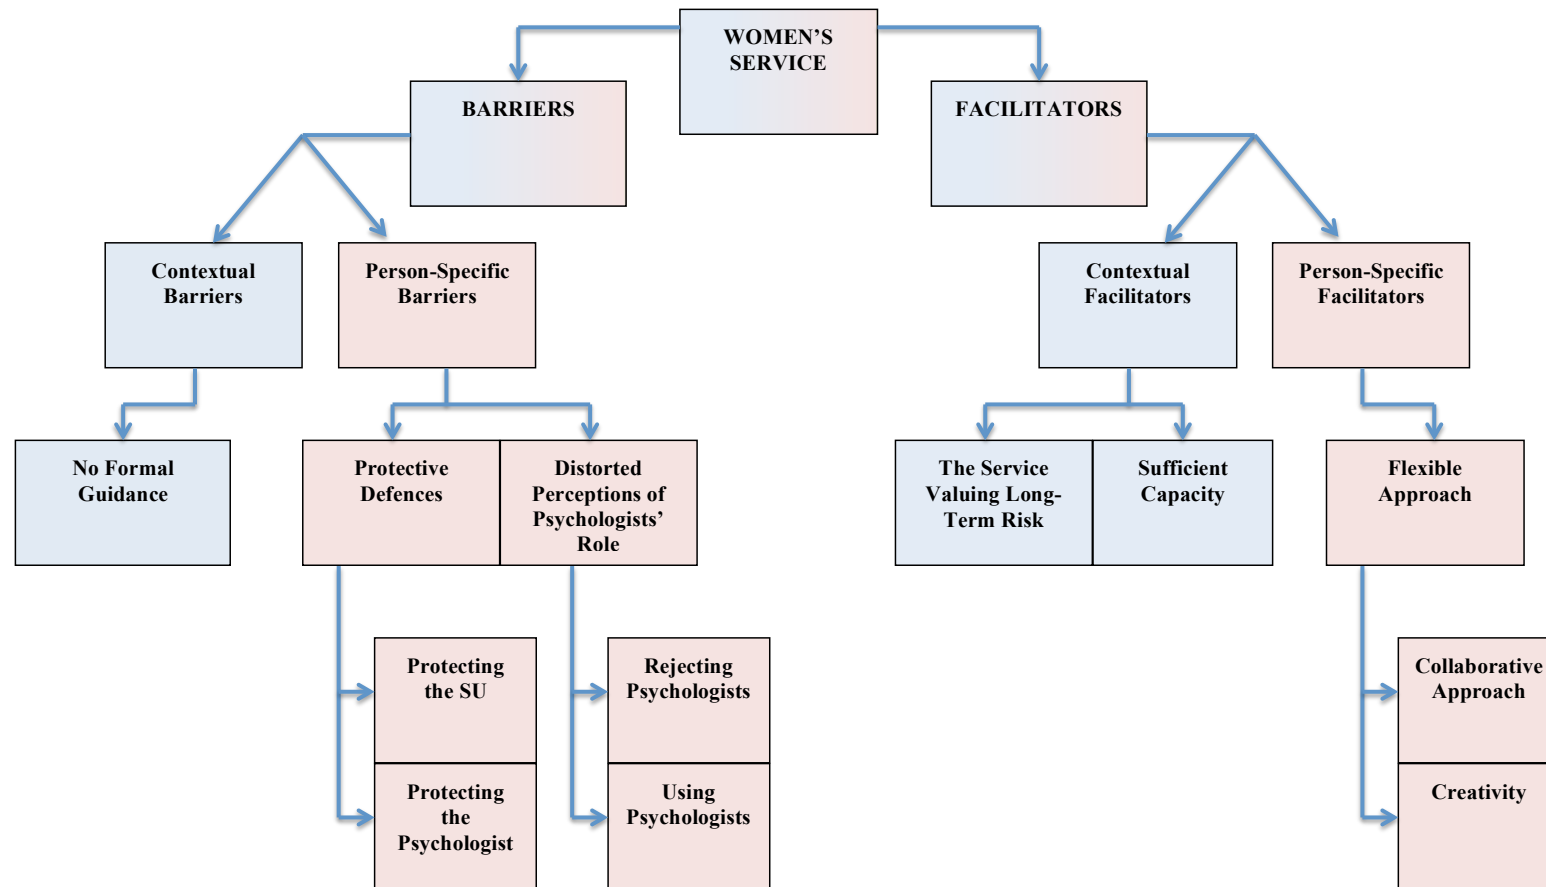 WOMEN’S
SERVICE
BARRIERS
FACILITATORS
Contextual
Barriers
Person-Specific
Barriers
Contextual
Facilitators
Person-Specific
Facilitators
No Formal
Guidance
Protective
Defences
Distorted
Perceptions of
Psychologists’
Role
The Service
Valuing Long-
Term Risk
Sufficient
Capacity
Flexible
Approach
Protecting
the SU
Rejecting
Psychologists
Collaborative
Approach
Protecting
the
Psychologist
Using
Psychologists
Creativity